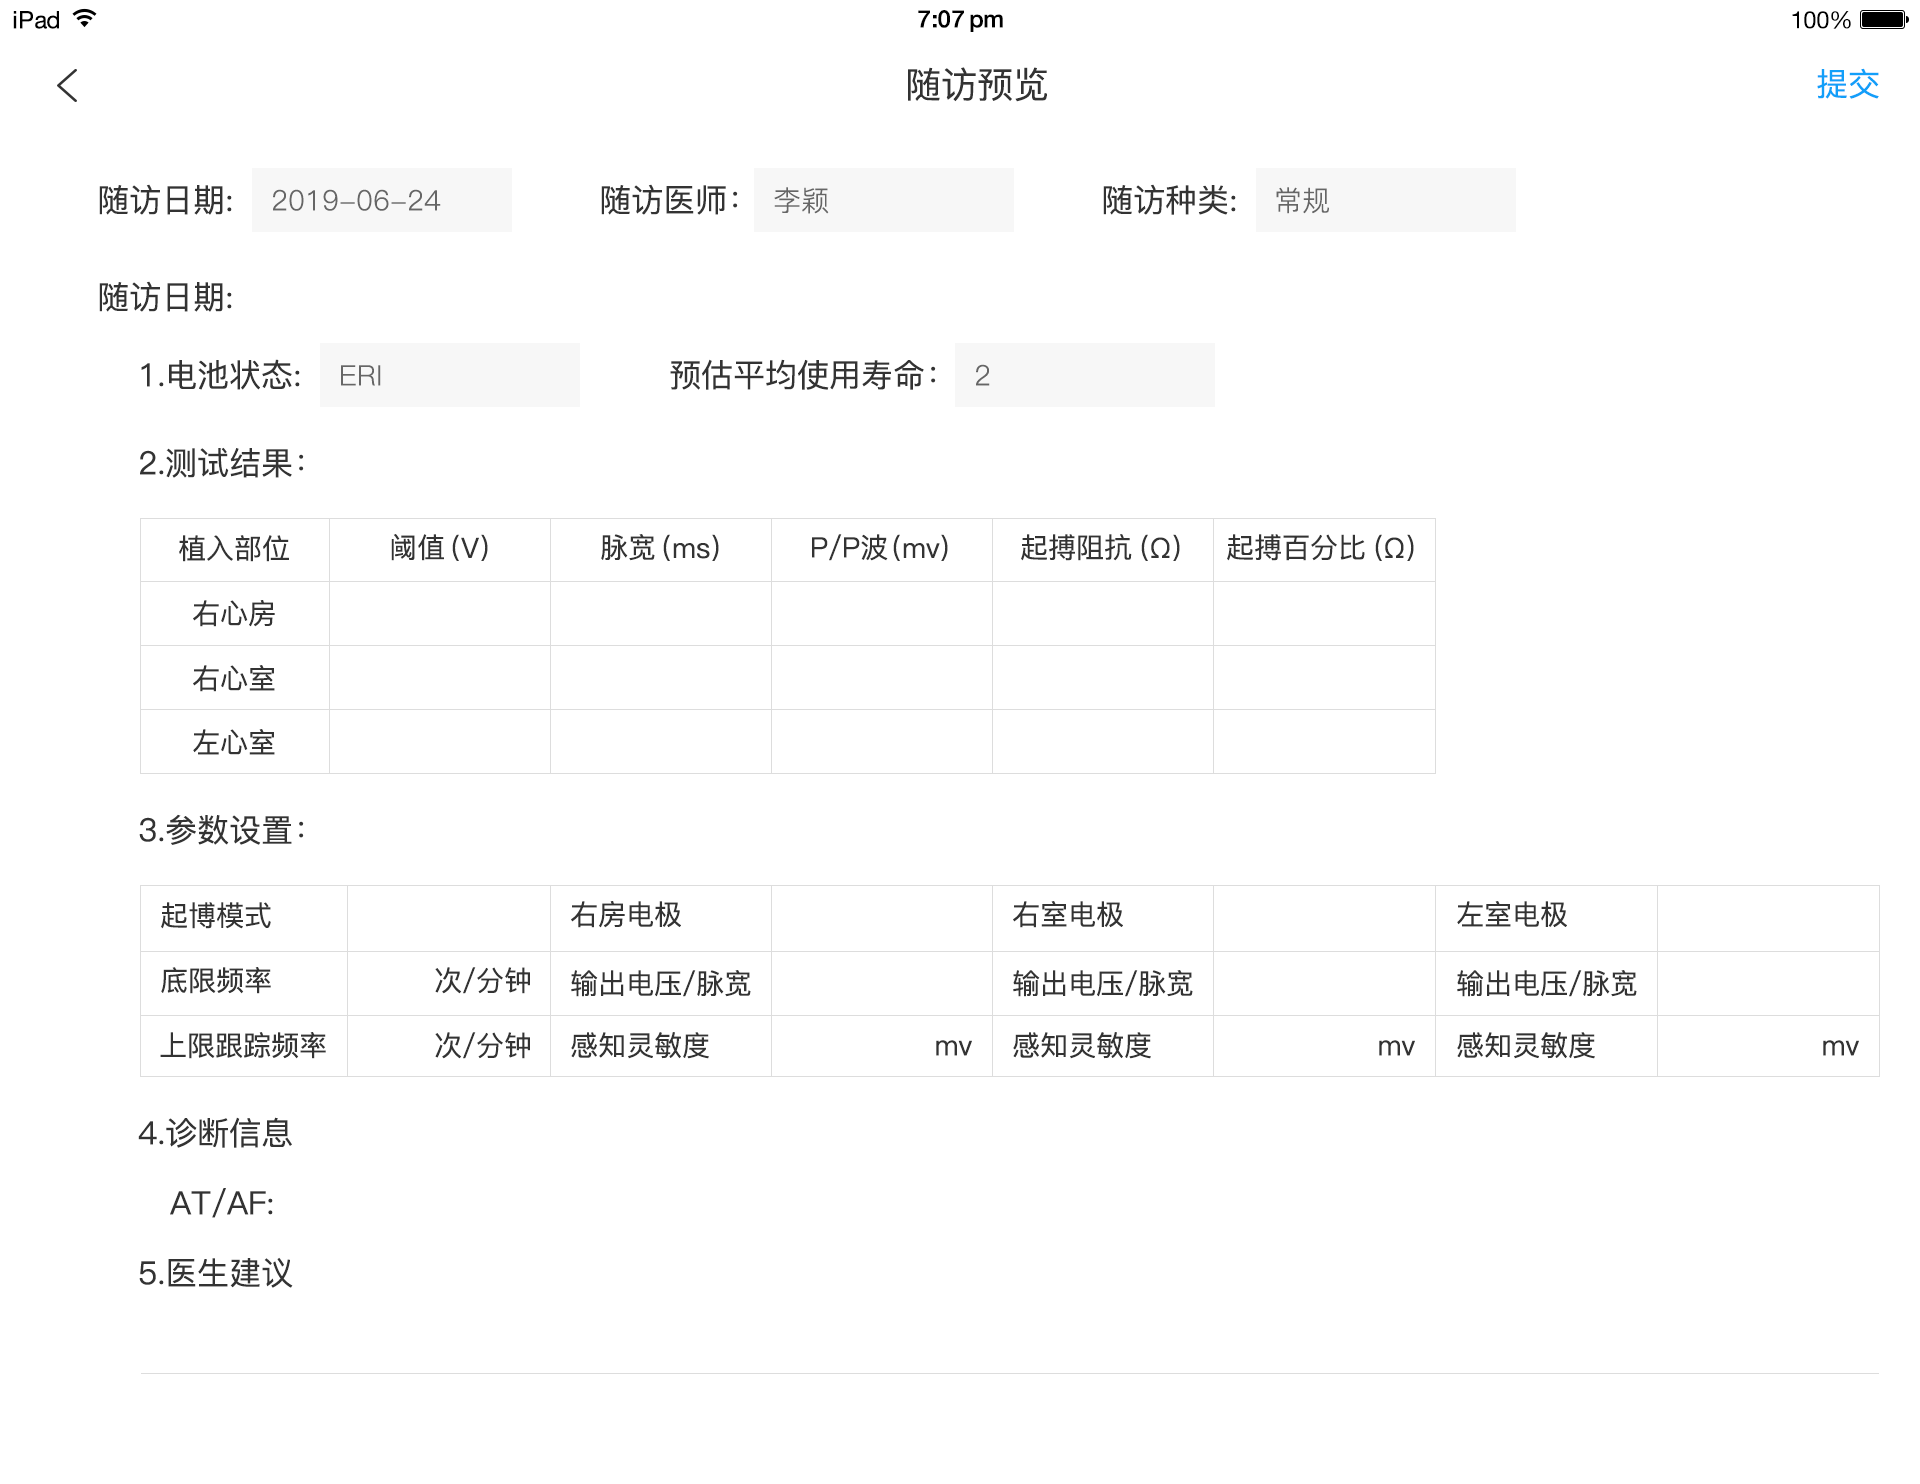 iPad 7:07 pm 100%
随访预览 提交
随访日期: 2019-06-24 随访医师: 李颖 随访种类: 常规
随访日期:
1.电池状态: ERI 预估平均使用寿命: 2
2.测试结果:
植入部位 阈值 (V) 脉宽 (ms) P/P波 (mv) 起搏阻抗 (Ω) 起搏百分比 (Ω)
右心房
右心室
左心室
3.参数设置:
起博模式 右房电极 右室电极 左室电极
底限频率 次/分钟 输出电压/脉宽 输出电压/脉宽 输出电压/脉宽
上限跟踪频率 次/分钟 感知灵敏度 mv 感知灵敏度 mv 感知灵敏度 mv
4.诊断信息
AT/AF:
5.医生建议